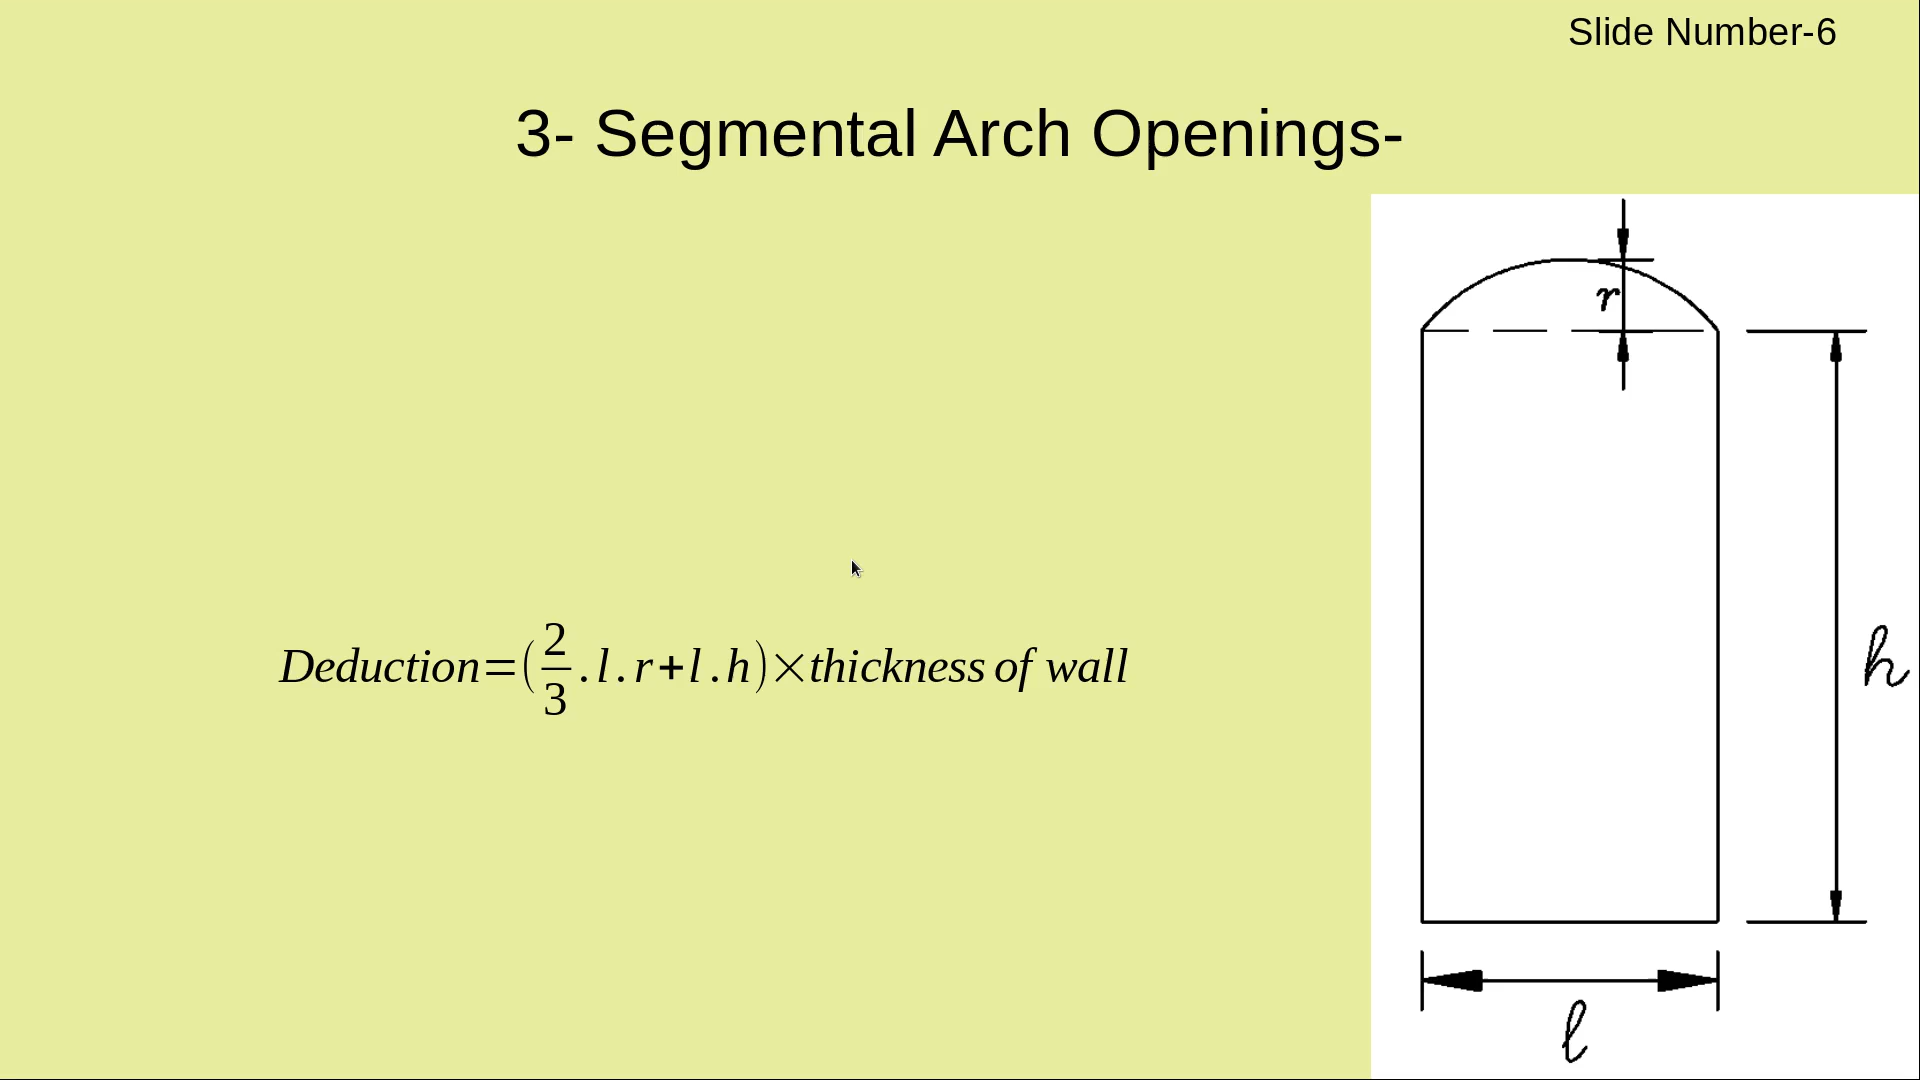 Slide Number-6
3- Segmental Arch Openings-
r
Deduction=(2/3 . l . r+l . h)×thickness of wall
h
l